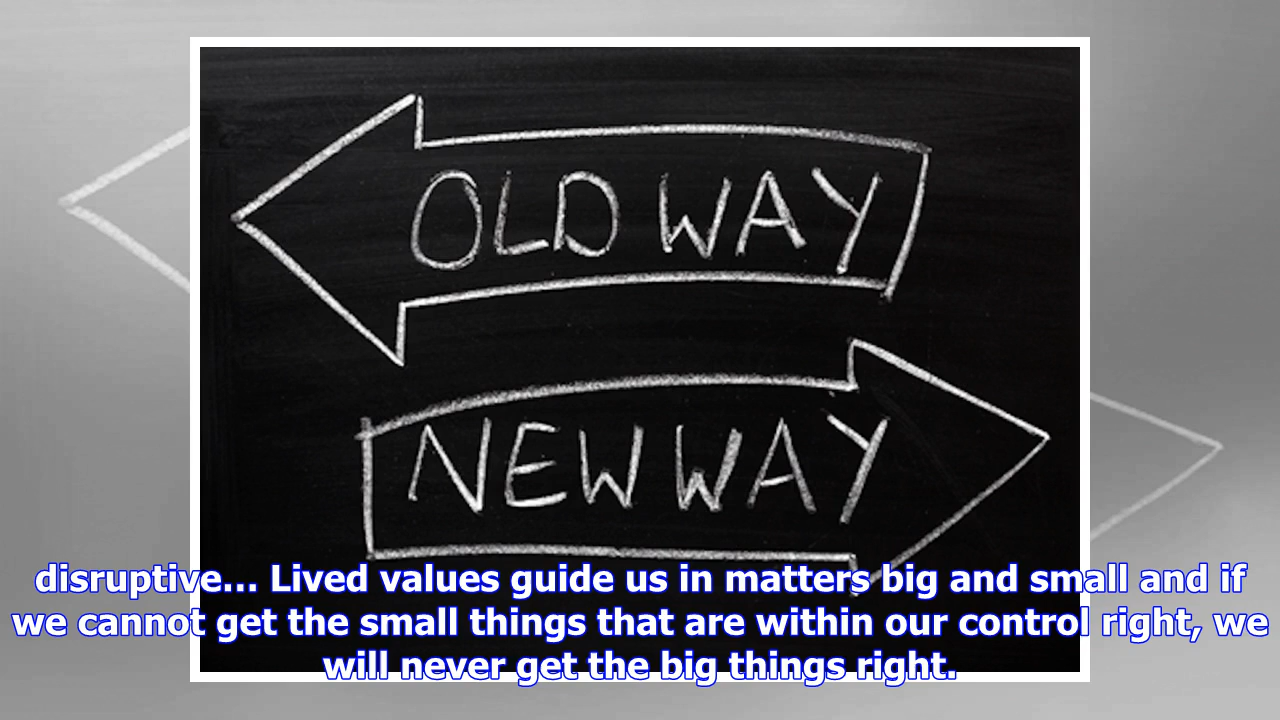 OLD WAY
NEW WAY
disruptive... Lived values guide us in matters big and small and if
we cannot get the small things that are within our control right, we
will never get the big things right.